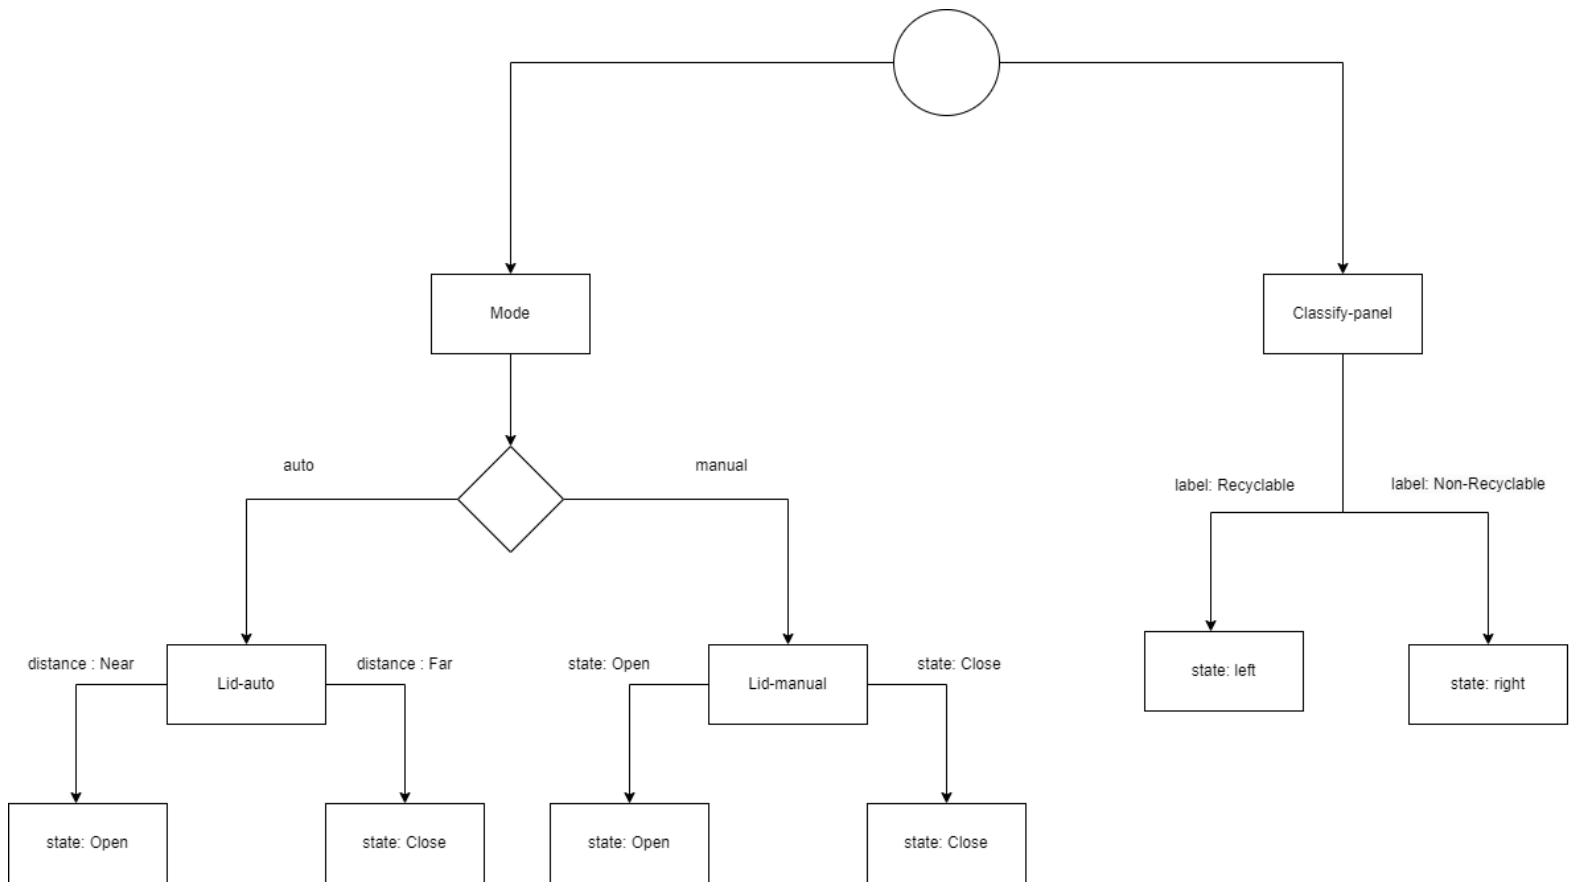 Mode
Classify-panel
auto
manual
label: Recyclable
label: Non-Recyclable
distance : Near
Lid-auto
distance : Far
state: Open
Lid-manual
state: Close
state: left
state: right
state: Open
state: Close
state: Open
state: Close